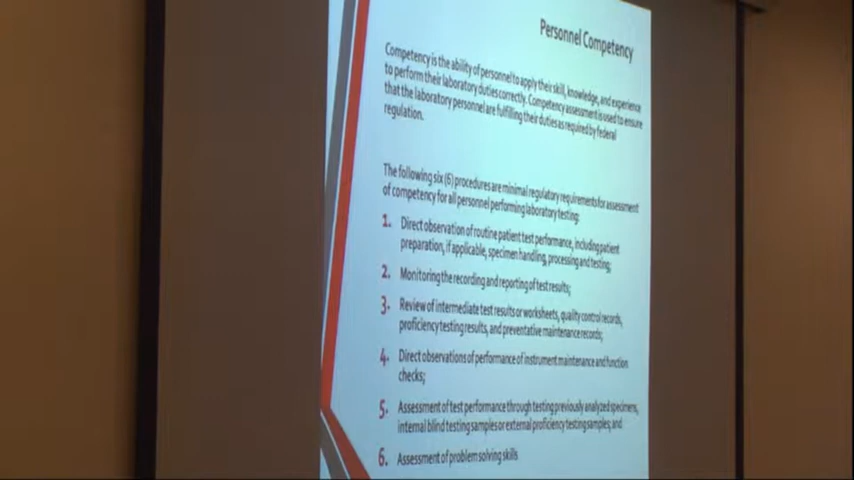 Personnel Competency
Competency is the ability of personnel to apply their skill, knowledge, and experience
to perform their laboratory duties correctly. Competency assessment is used to ensure
that the laboratory personnel are fulfilling their duties as required by federal
regulation.
The following six (6) procedures are minimal regulatory requirements for assessment
of competency for all personnel performing laboratory testing:
1. Direct observation of routine patient test performance, including patient
preparation, if applicable, specimen handling, processing and testing;
2. Monitoring the recording and reporting of test results;
3. Review of intermediate test results or worksheets, quality control records,
proficiency testing results, and preventative maintenance records;
4. Direct observations of performance of instrument maintenance and function
checks;
5. Assessment of test performance through testing previously analyzed specimens,
internal blind testing samples or external proficiency testing samples; and
6. Assessment of problem solving skills